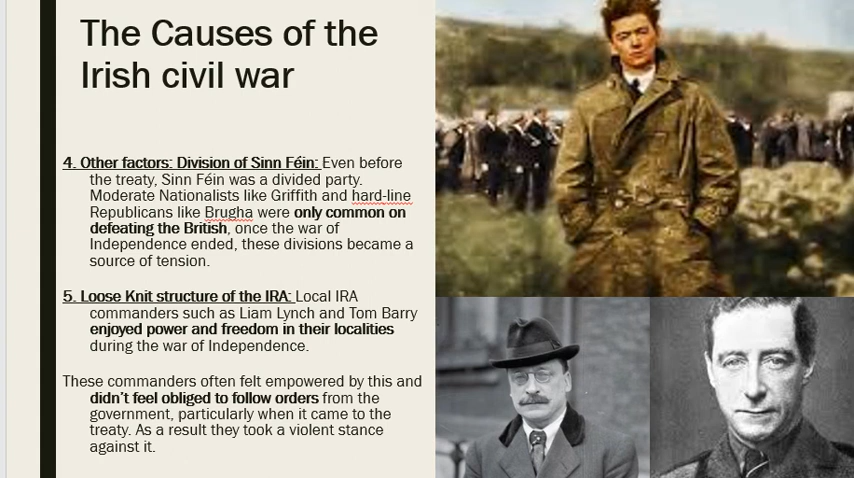 The Causes of the
Irish civil war
4. Other factors: Division of Sinn Féin: Even before
the treaty, Sinn Féin was a divided party.
Moderate Nationalists like Griffith and hard-line
Republicans like Brugha were only common on
defeating the British, once the war of
Independence ended, these divisions became a
source of tension.
5. Loose Knit structure of the IRA: Local IRA
commanders such as Liam Lynch and Tom Barry
enjoyed power and freedom in their localities
during the war of Independence.
These commanders often felt empowered by this and
didn’t feel obliged to follow orders from the
government, particularly when it came to the
treaty. As a result they took a violent stance
against it.